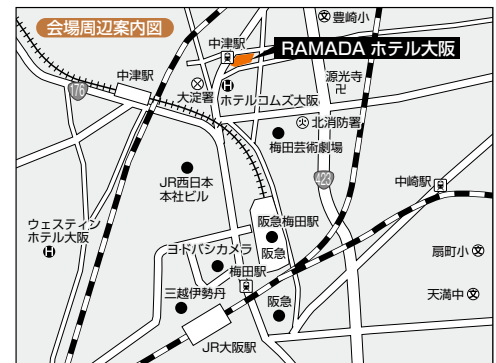 会場周辺案内図
豊崎小
中津駅
RAMADA ホテル大阪
中津駅
源光寺
176
大淀署
ホテルコムズ大阪
北消防署
梅田芸術劇場
JR西日本
本社ビル
423
中崎駅
ウェスティン
ホテル大阪
阪急梅田駅
阪急
ヨドバシカメラ
扇町小
梅田駅
三越伊勢丹
阪急
天満中
JR大阪駅